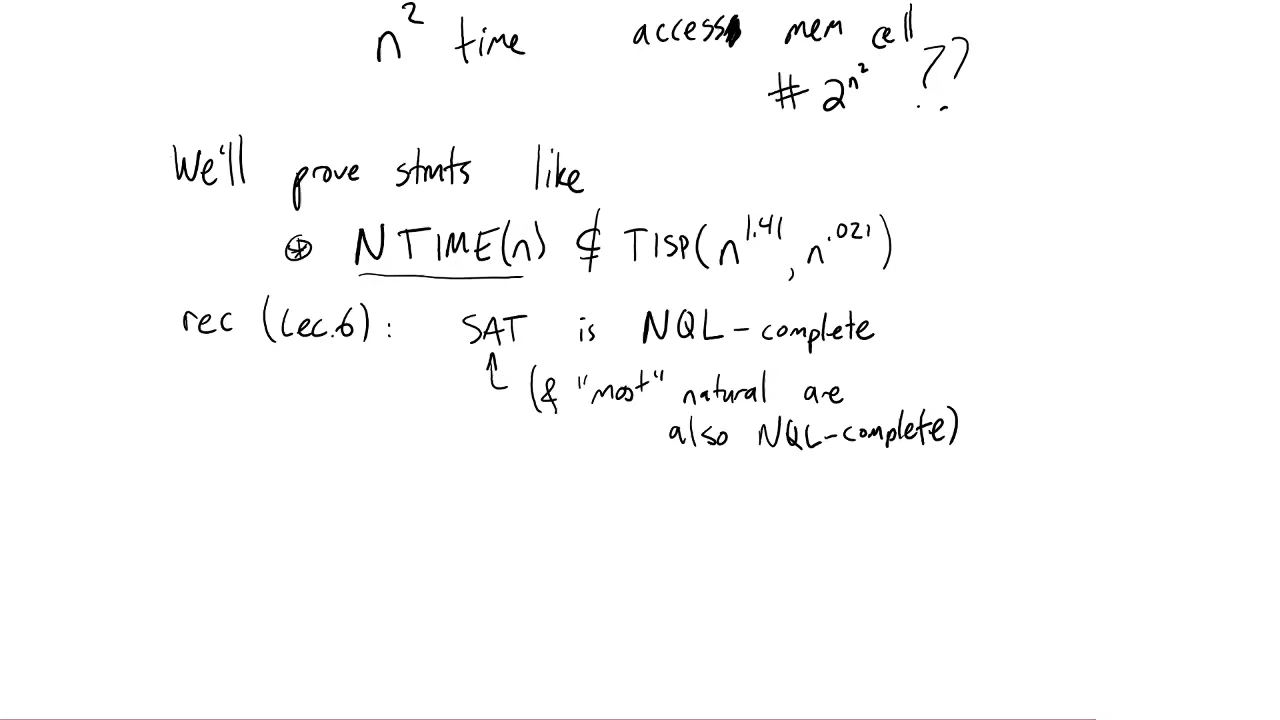 n² time access mem cell
# 2^{n²} ??
We'll prove stmts like
⊛ NTIME(n) ⊄ TISP(n^{1.41}, n^{.021})
rec (Lec.6): SAT is NQL-complete
(& "most" natural are
also NQL-complete)